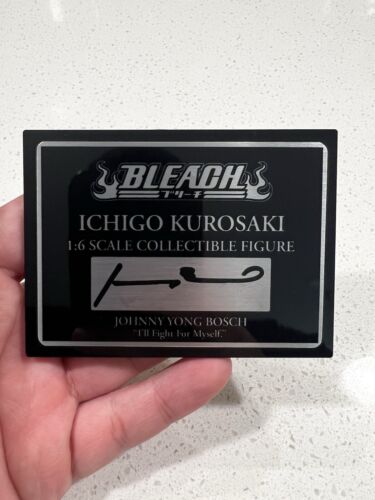 BLEACH
ブリーチ
ICHIGO KUROSAKI
1:6 SCALE COLLECTIBLE FIGURE
JOHNNY YONG BOSCH
"I'll Fight For Myself."